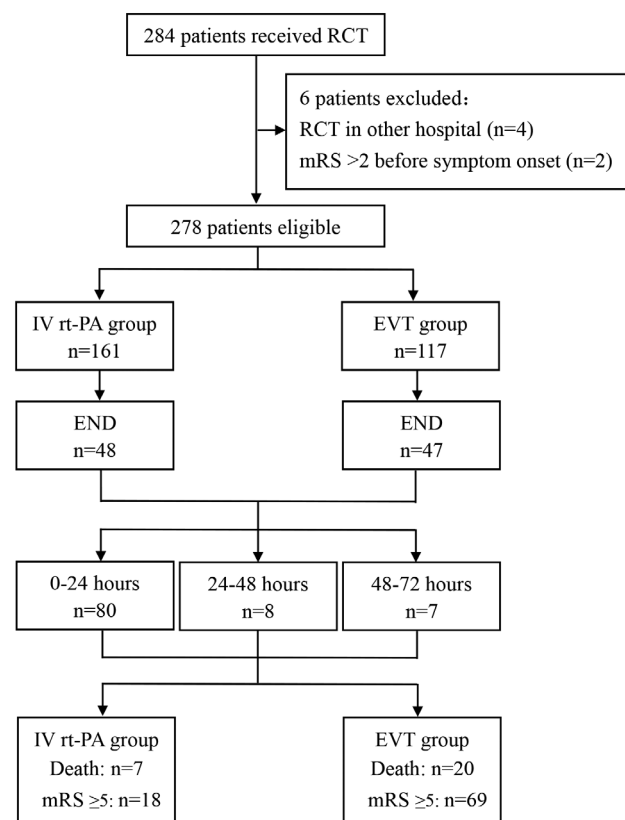 284 patients received RCT
6 patients excluded：
RCT in other hospital (n=4)
mRS >2 before symptom onset (n=2)
278 patients eligible
IV rt-PA group
n=161
EVT group
n=117
END
n=48
END
n=47
0-24 hours
n=80
24-48 hours
n=8
48-72 hours
n=7
IV rt-PA group
Death: n=7
mRS ≥5: n=18
EVT group
Death: n=20
mRS ≥5: n=69